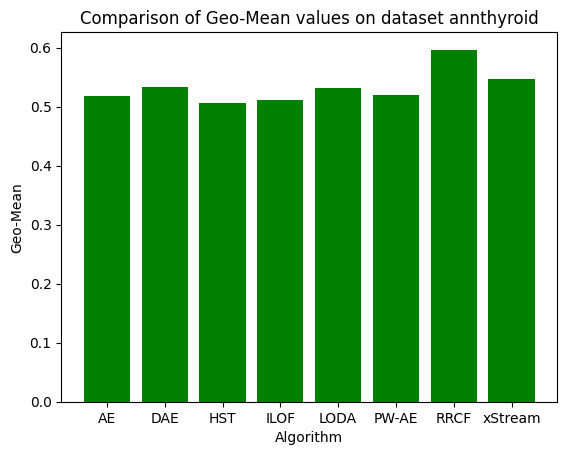 Comparison of Geo-Mean values on dataset annthyroid
0.6
0.5
0.4
0.3
0.2
0.1
0.0
Geo-Mean
AE DAE HST ILOF LODA PW-AE RRCF xStream
Algorithm